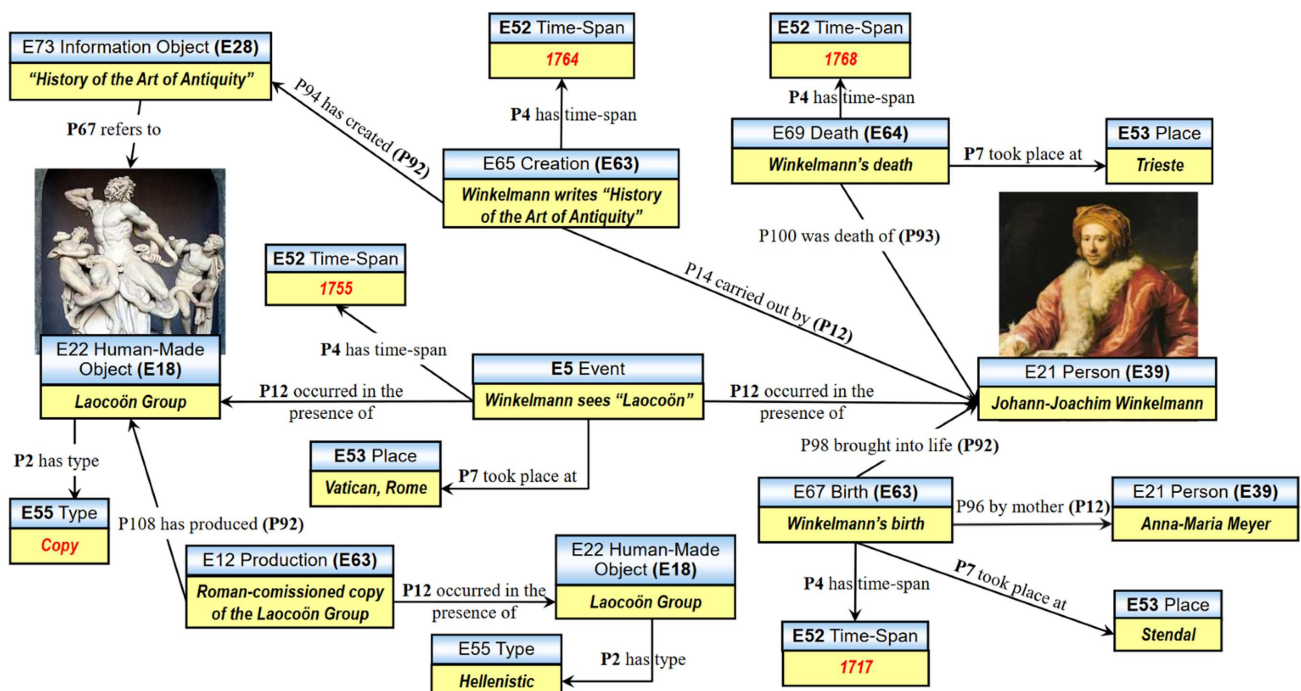 E52 Time-Span
1764
E52 Time-Span
1768
E73 Information Object (E28)
“History of the Art of Antiquity”
P94 has created (P92)
P4 has time-span
P4 has time-span
P67 refers to
E65 Creation (E63)
Winkelmann writes “History
of the Art of Antiquity”
E69 Death (E64)
Winkelmann’s death
P7 took place at
E53 Place
Trieste
P100 was death of (P93)
P14 carried out by (P12)
E52 Time-Span
1755
P4 has time-span
E22 Human-Made
Object (E18)
Laocoön Group
P12 occurred in the
presence of
E5 Event
Winkelmann sees “Laocoön”
P12 occurred in the
presence of
E21 Person (E39)
Johann-Joachim Winkelmann
P2 has type
E53 Place
Vatican, Rome
P7 took place at
P98 brought into life (P92)
E55 Type
Copy
P108 has produced (P92)
E67 Birth (E63)
Winkelmann’s birth
P96 by mother (P12)
E21 Person (E39)
Anna-Maria Meyer
E12 Production (E63)
Roman-comissioned copy
of the Laocoön Group
P12 occurred in the
presence of
E22 Human-Made
Object (E18)
Laocoön Group
P4 has time-span
P7 took place at
E53 Place
Stendal
E55 Type
Hellenistic
P2 has type
E52 Time-Span
1717